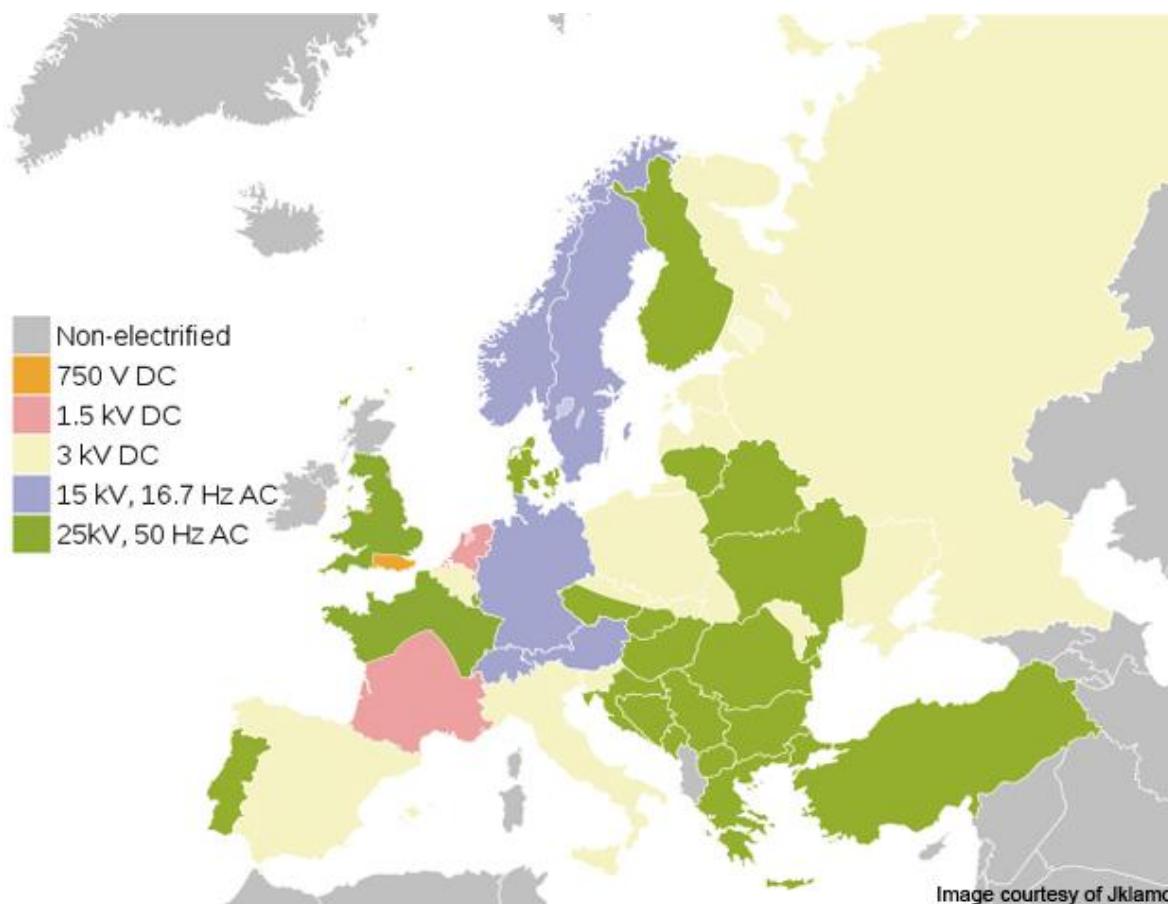 Non-electrified
750 V DC
1.5 kV DC
3 kV DC
15 kV, 16.7 Hz AC
25kV, 50 Hz AC
Image courtesy of Jklamo